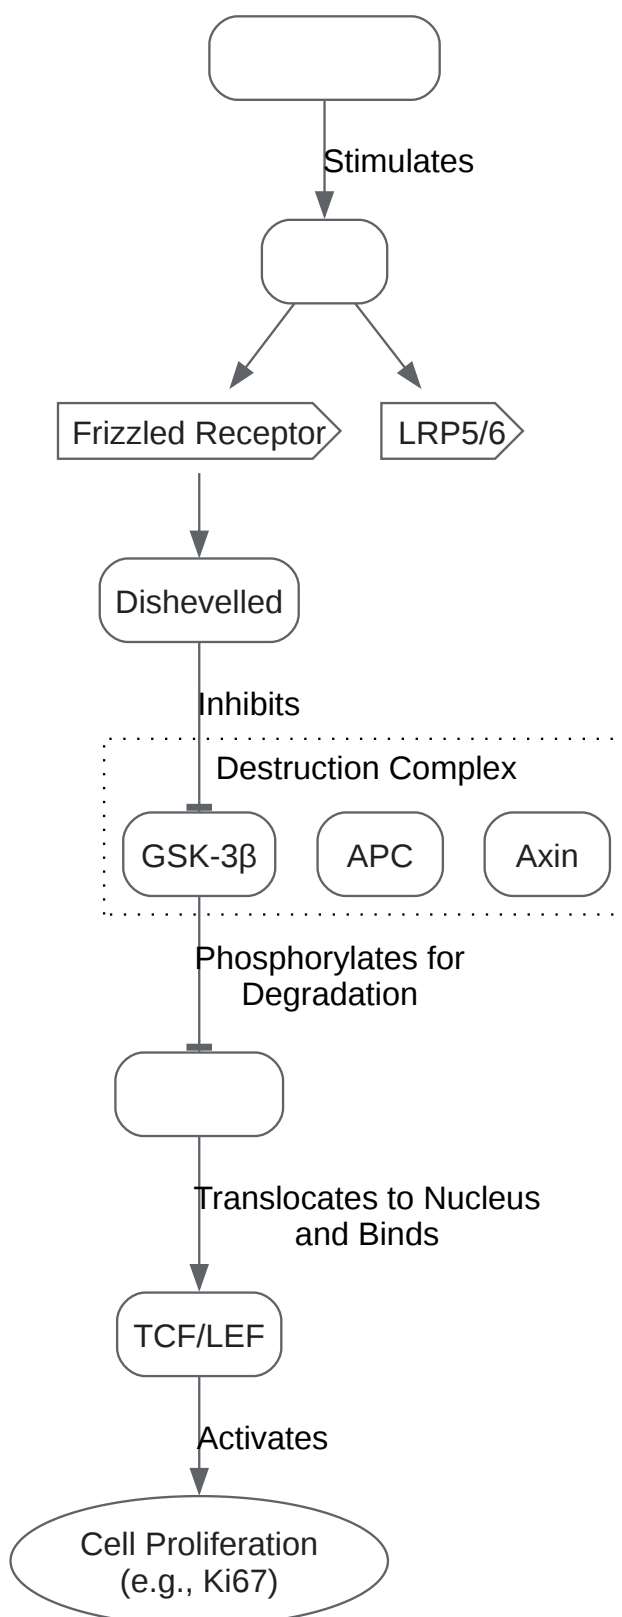 Stimulates
Frizzled Receptor
LRP5/6
Dishevelled
Inhibits
Destruction Complex
GSK-3β
APC
Axin
Phosphorylates for
Degradation
Translocates to Nucleus
and Binds
TCF/LEF
Activates
Cell Proliferation
(e.g., Ki67)